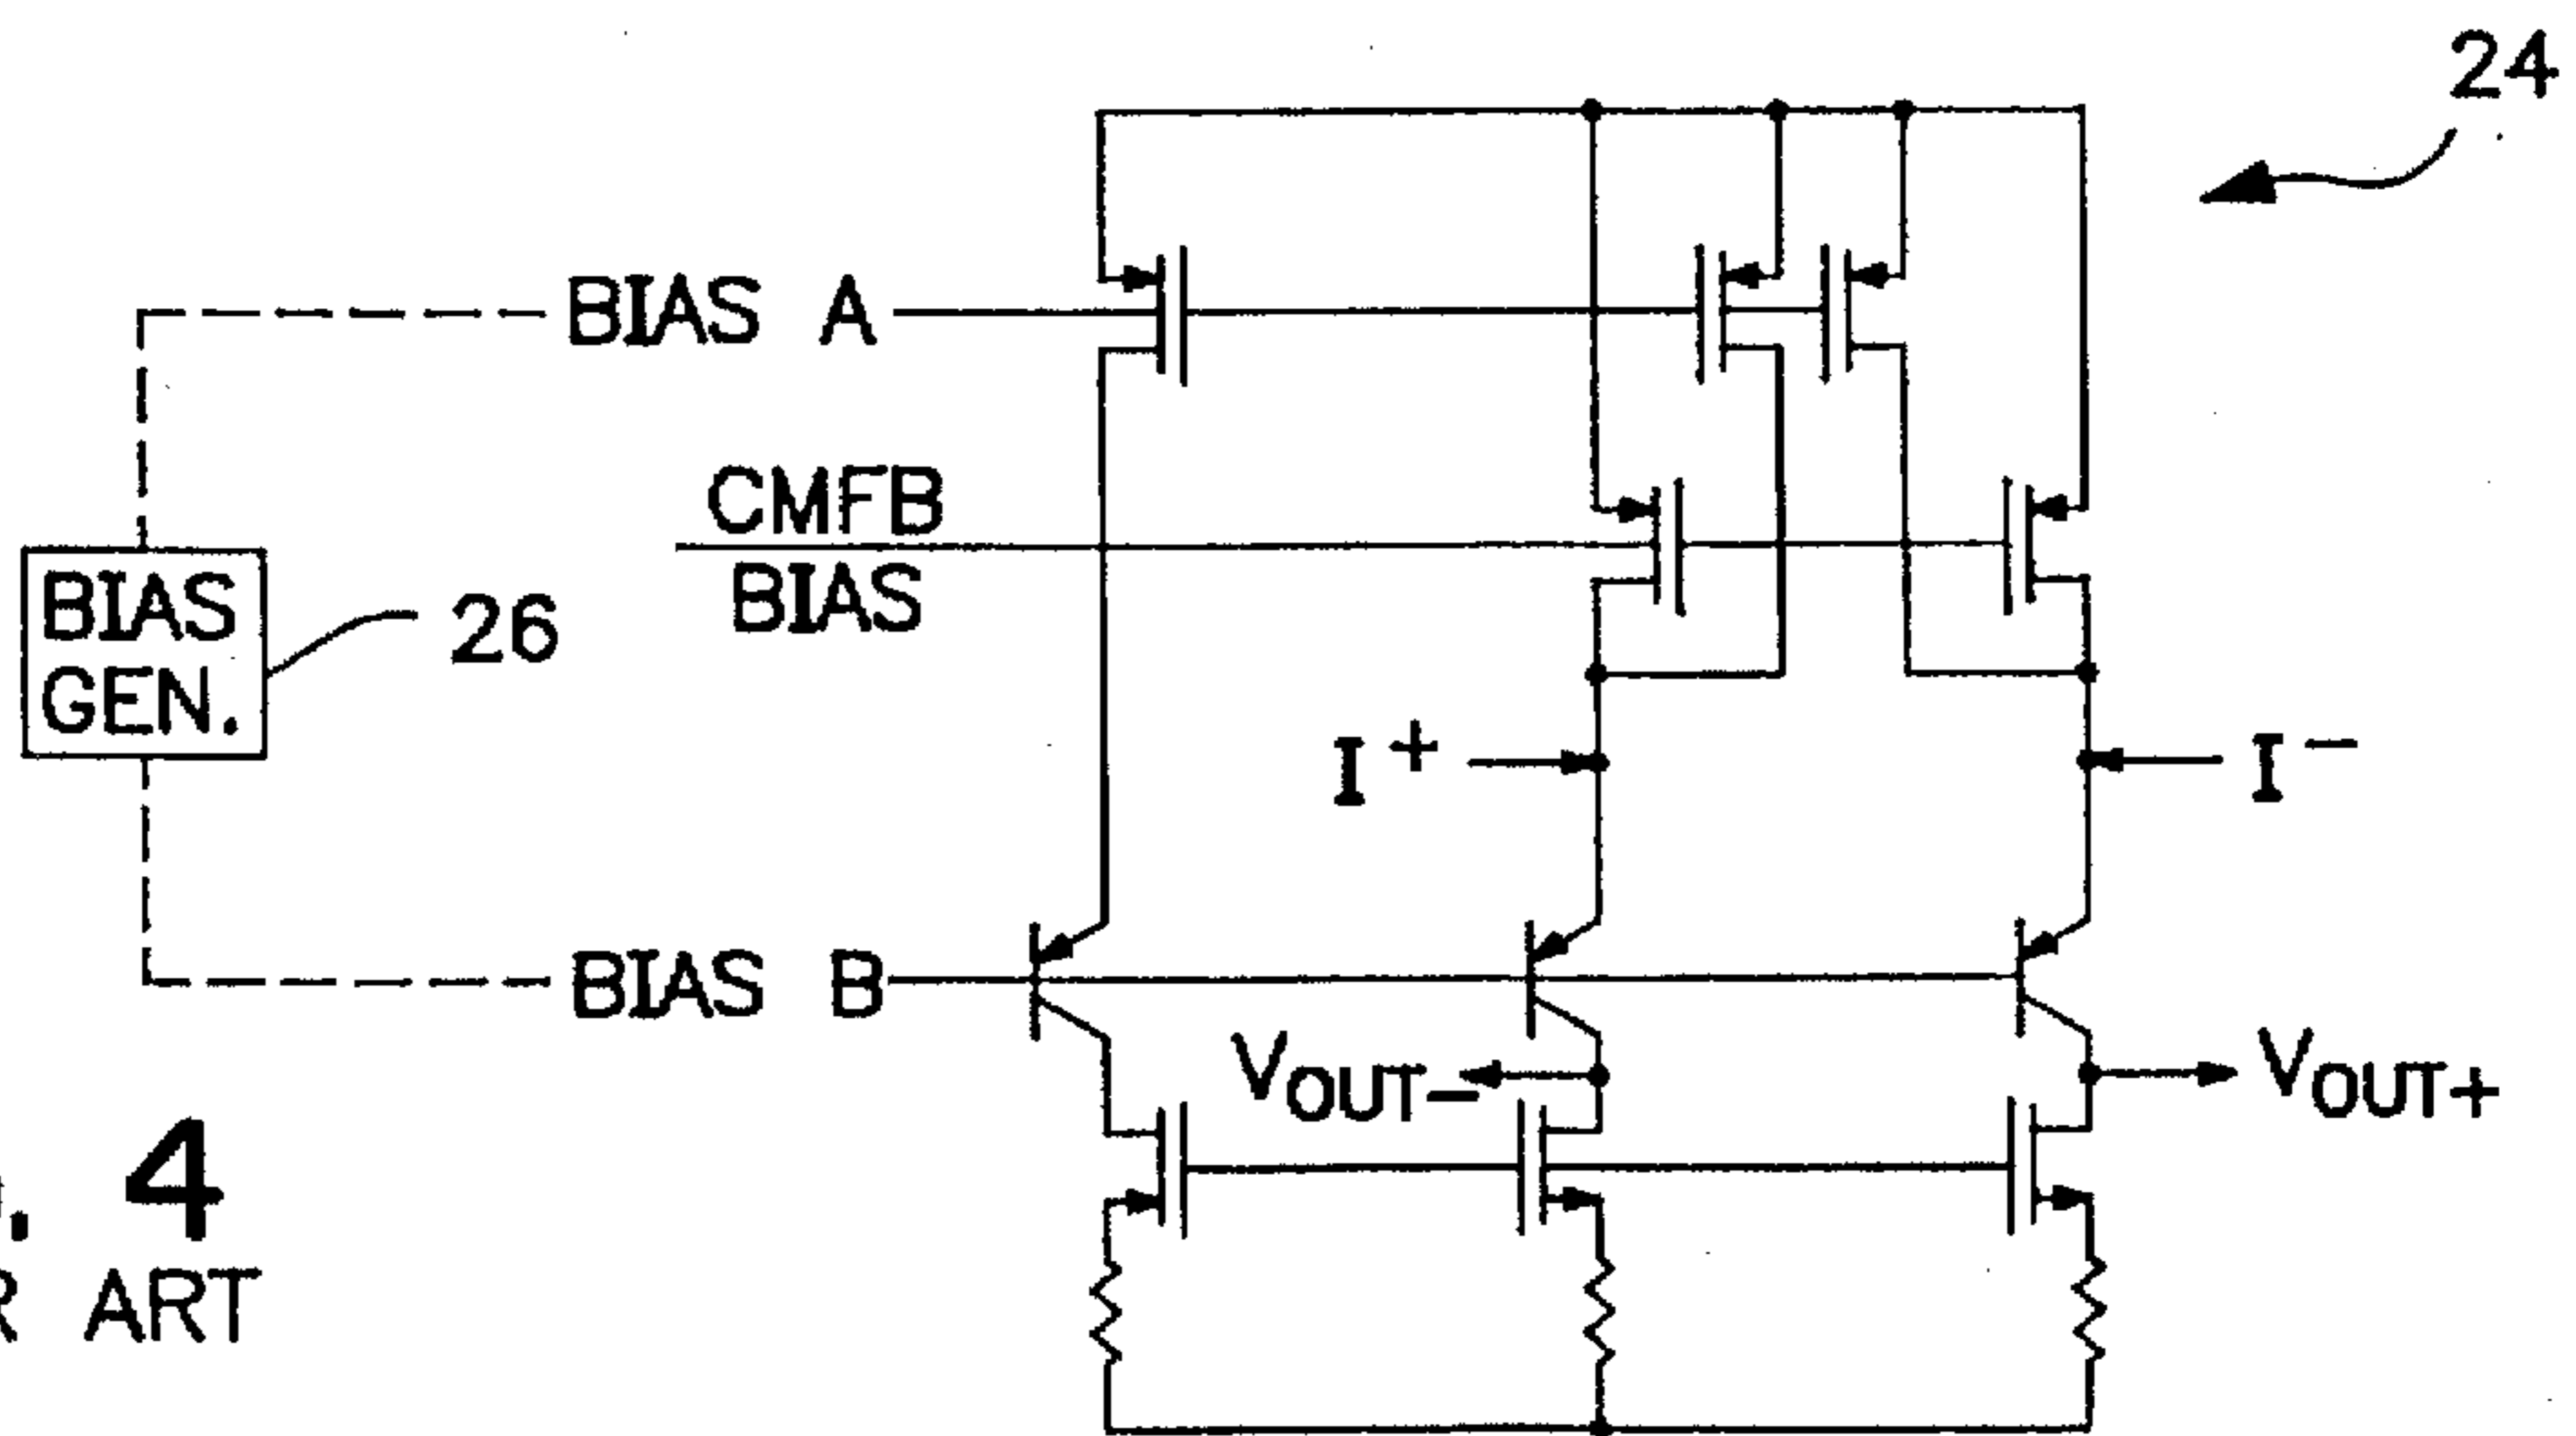 24
BIAS A
CMFB
BIAS
BIAS
GEN.
26
I+
I-
BIAS B
VOUT-
VOUT+
4
ART